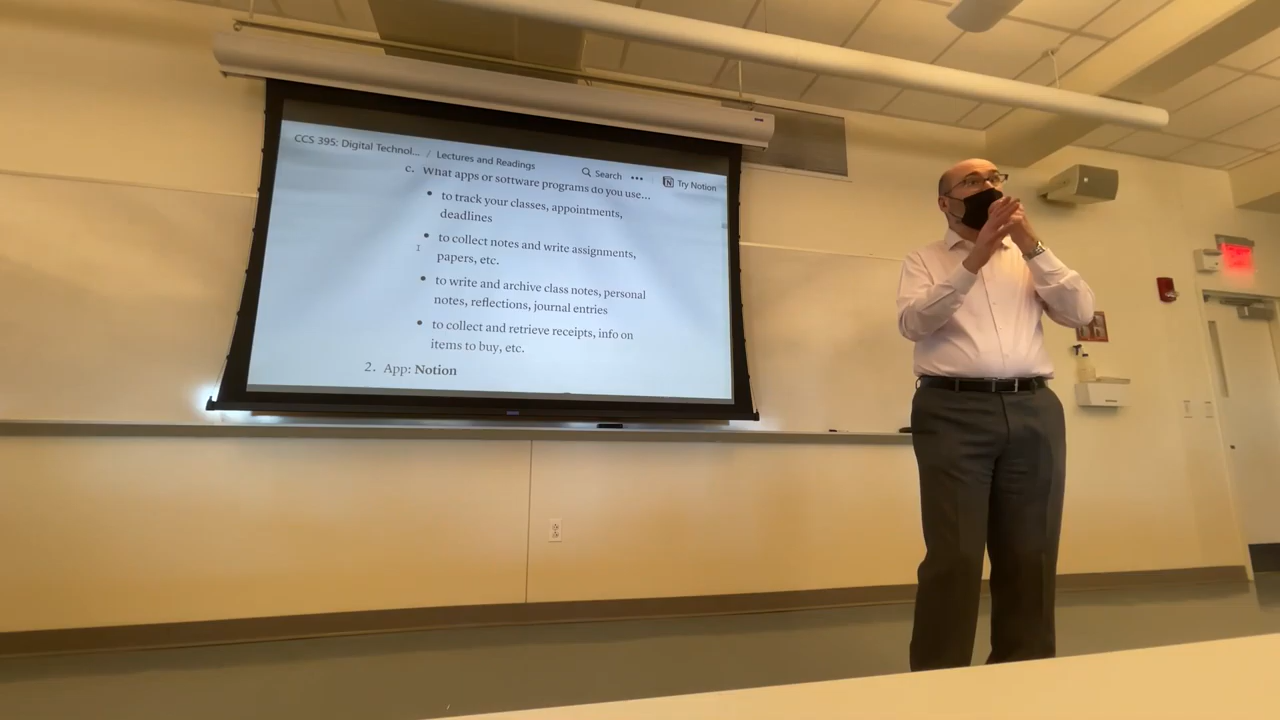 CCS 395: Digital Technol... / Lectures and Readings
Search ••• Try Notion
c. What apps or software programs do you use...
• to track your classes, appointments,
deadlines
• to collect notes and write assignments,
papers, etc.
• to write and archive class notes, personal
notes, reflections, journal entries
• to collect and retrieve receipts, info on
items to buy, etc.
2. App: Notion